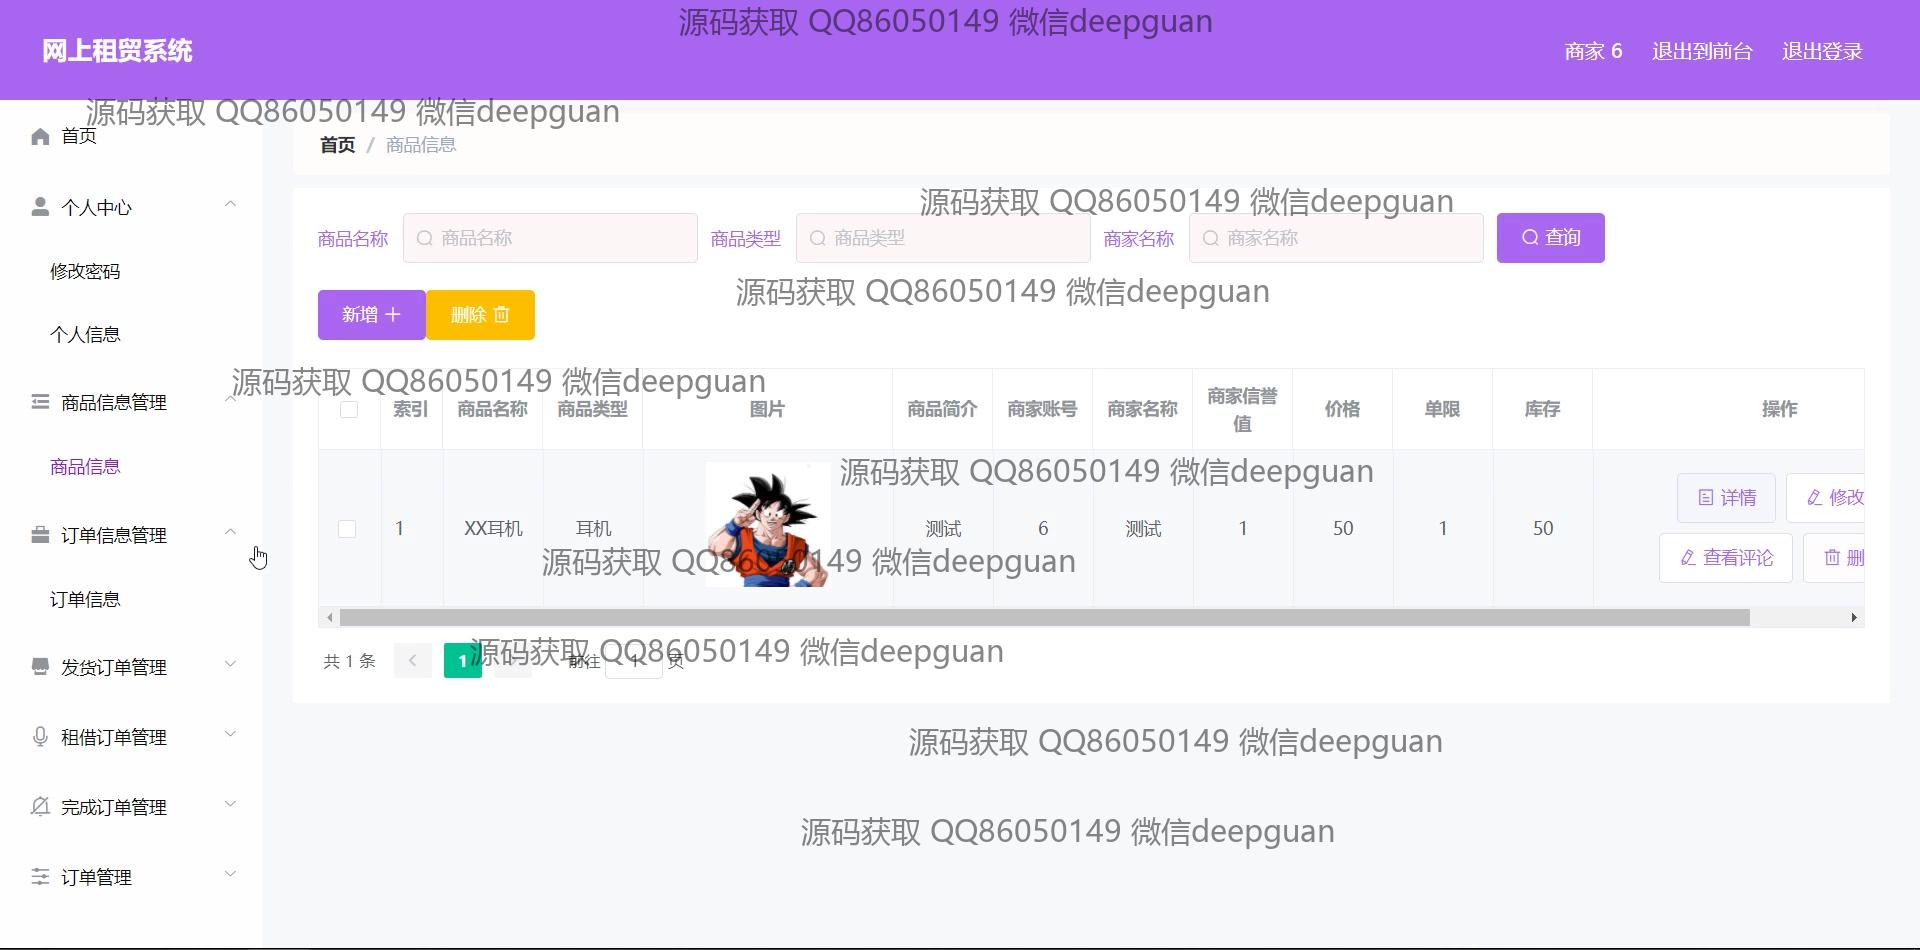 源码获取 QQ86050149 微信deepguan
网上租贸系统
商家 6 退出到前台 退出登录
源码获取 QQ86050149 微信deepguan
首页
首页 / 商品信息
源码获取 QQ86050149 微信deepguan
个人中心
商品名称 商品名称 商品类型 商品类型 商家名称 商家名称 查询
修改密码
源码获取 QQ86050149 微信deepguan
新增 删除
个人信息
源码获取 QQ86050149 微信deepguan
商品信息管理
索引 商品名称 商品类型 图片 商品简介 商家账号 商家名称 商家信誉值 价格 单限 库存 操作
商品信息
源码获取 QQ86050149 微信deepguan
详情 修改
1 XX耳机 耳机 测试 6 测试 1 50 1 50
订单信息管理
源码获取 QQ86050149 微信deepguan
查看评论 删
订单信息
源码获取 QQ86050149 微信deepguan
共 1 条 1 前往 1 页
发货订单管理
租借订单管理
源码获取 QQ86050149 微信deepguan
完成订单管理
源码获取 QQ86050149 微信deepguan
订单管理